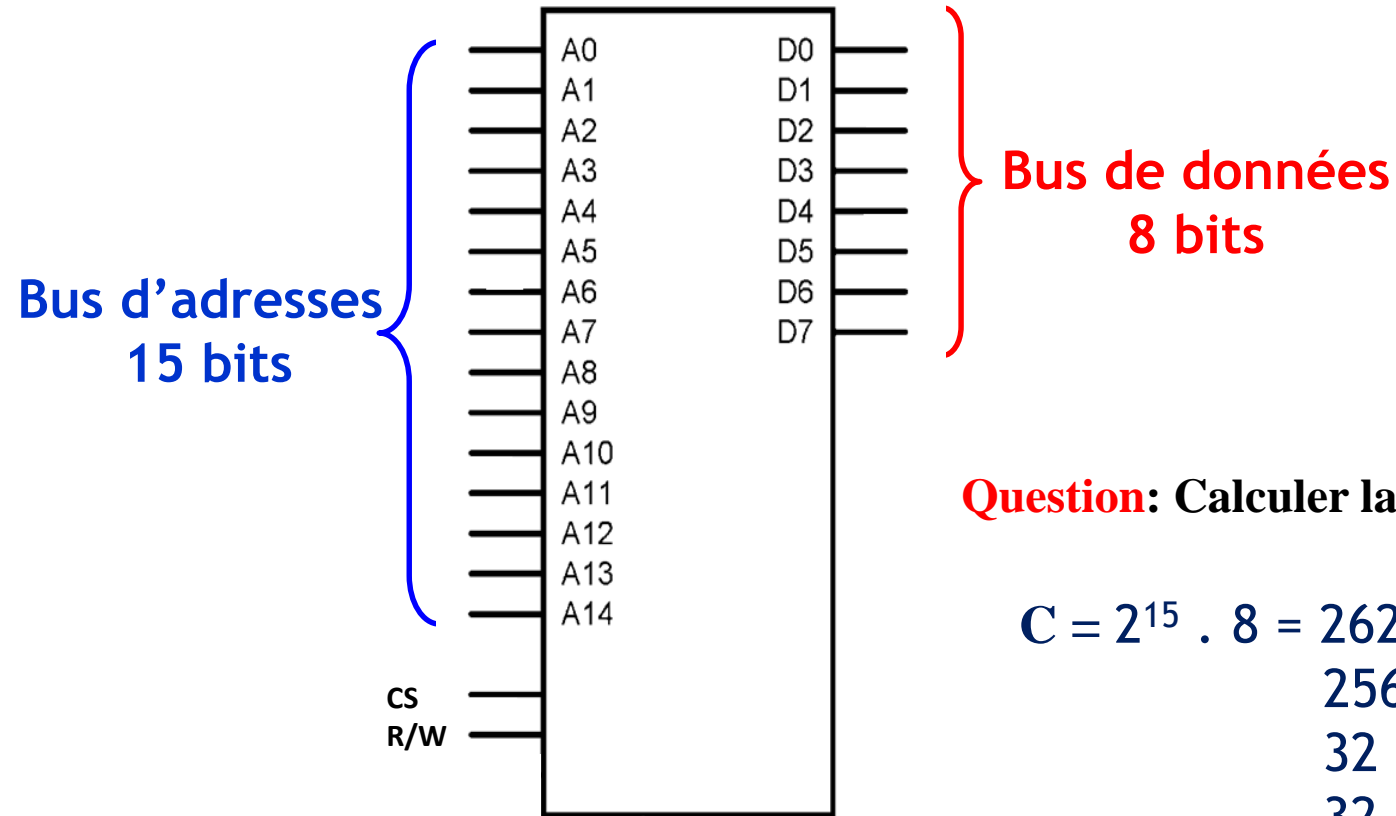 A0
A1
A2
A3
A4
A5
A6
A7
A8
A9
A10
A11
A12
A13
A14
D0
D1
D2
D3
D4
D5
D6
D7
Bus d’adresses
15 bits
Bus de données
8 bits
CS
R/W
Question: Calculer la
C = 2¹⁵ . 8 = 262
256
32
32